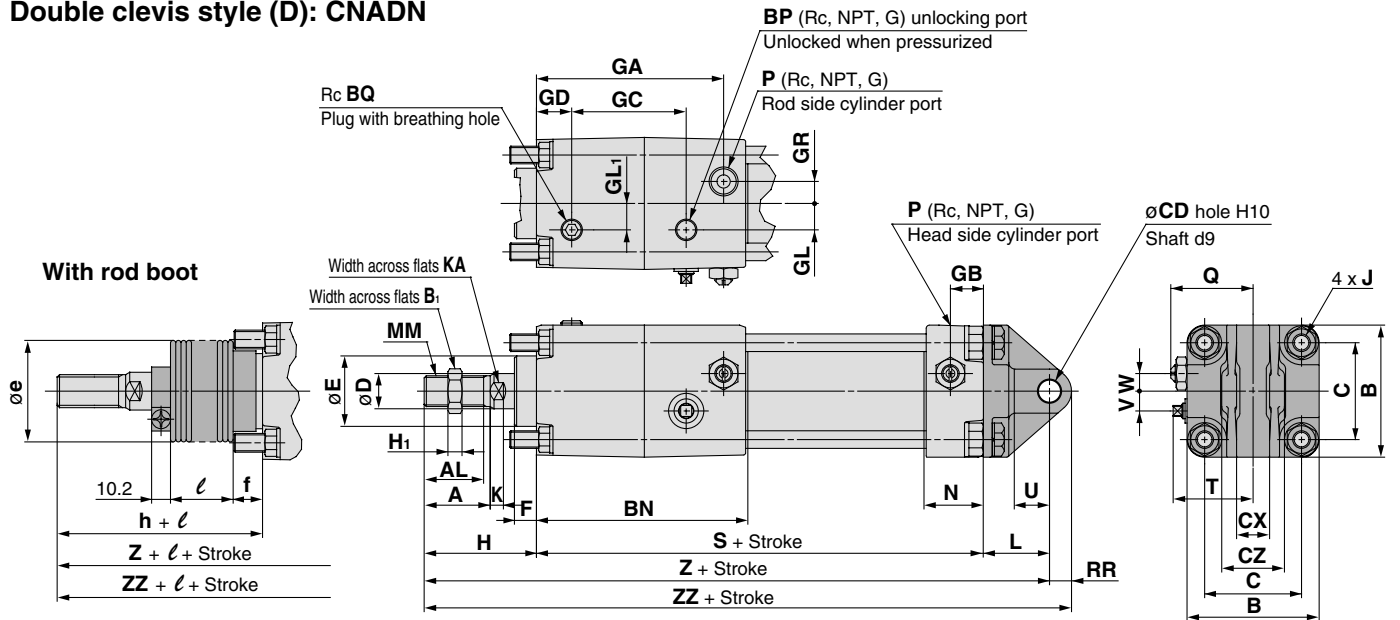 Double clevis style (D): CNADN
BP (Rc, NPT, G) unlocking port
Unlocked when pressurized
GA
P (Rc, NPT, G)
Rod side cylinder port
GD
GC
Rc BQ
Plug with breathing hole
GR
GL1
GL
P (Rc, NPT, G)
Head side cylinder port
øCD hole H10
Shaft d9
With rod boot
Width across flats KA
Width across flats B1
GB
Q
4 x J
MM
øe
øE
øD
V W
C
B
H1
AL
10.2
ℓ
f
A
K
F
BN
N
U
T
CX
h + ℓ
H
S + Stroke
L
CZ
Z + ℓ + Stroke
Z + Stroke
RR
C
ZZ + ℓ + Stroke
ZZ + Stroke
B